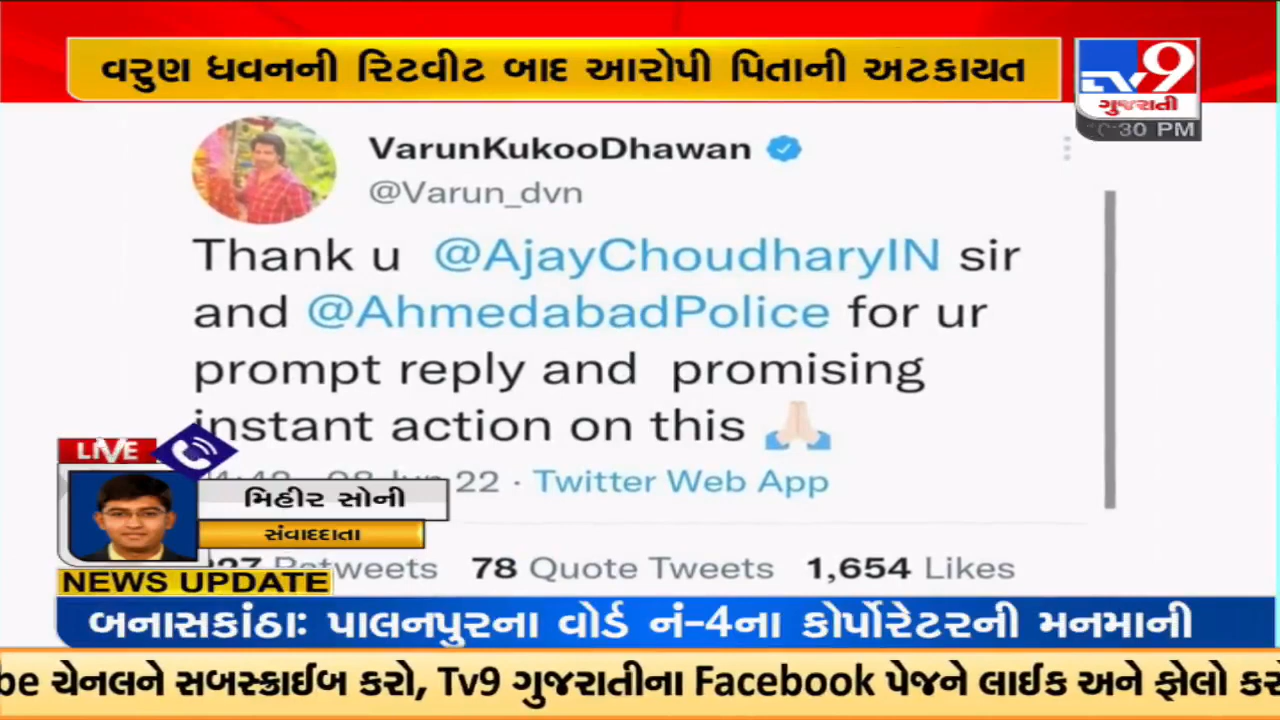 વરુણ ધવનની રિટવીટ બાદ આરોપી પિતાની અટકાયત
TV9
ગુજરાતી
:30 PM
VarunKukooDhawan
@Varun_dvn
Thank u @AjayChoudharyIN sir
and @AhmedabadPolice for ur
prompt reply and promising
instant action on this 🙏🏻
22 · Twitter Web App
Retweets 78 Quote Tweets 1,654 Likes
LIVE
મિહીર સોની
સંવાદદાતા
NEWS UPDATE
બનાસકાંઠાઃ પાલનપુરના વોર્ડ નં-4ના કોર્પોરેટરની મનમાની
be ચેનલને સબસ્ક્રાઈબ કરો, Tv9 ગુજરાતીના Facebook પેજને લાઈક અને ફોલો કરો